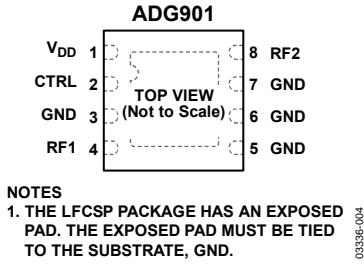 ADG901
VDD 1
CTRL 2
GND 3
RF1 4
TOP VIEW
(Not to Scale)
8 RF2
7 GND
6 GND
5 GND
NOTES
1. THE LFCSP PACKAGE HAS AN EXPOSED
PAD. THE EXPOSED PAD MUST BE TIED
TO THE SUBSTRATE, GND.
03336-004